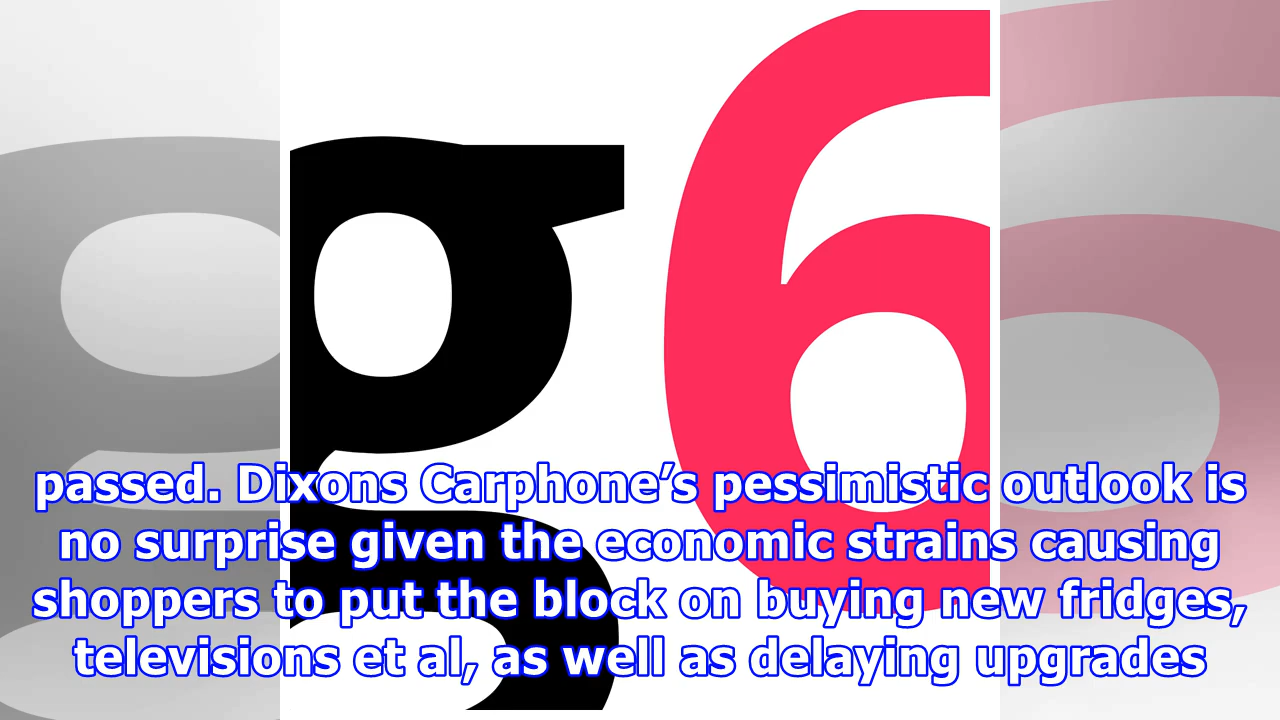 g6
passed. Dixons Carphone’s pessimistic outlook is
no surprise given the economic strains causing
shoppers to put the block on buying new fridges,
televisions et al, as well as delaying upgrades